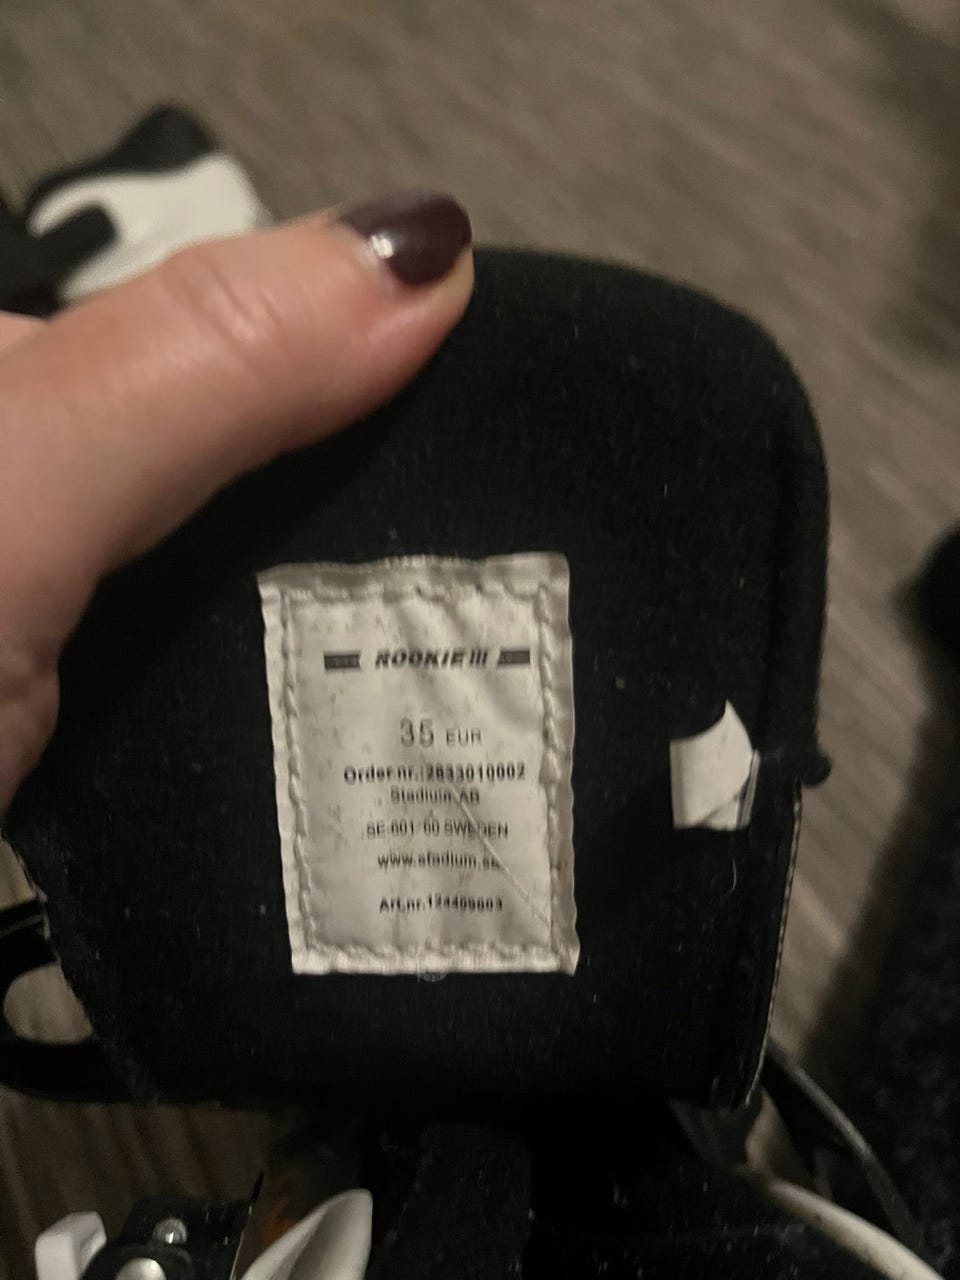 ROOKIE III
35 EUR
Order nr.:2833010002
Stadium AB
SE-601 60 SWEDEN
www.stadium.se
Art.nr.124409003